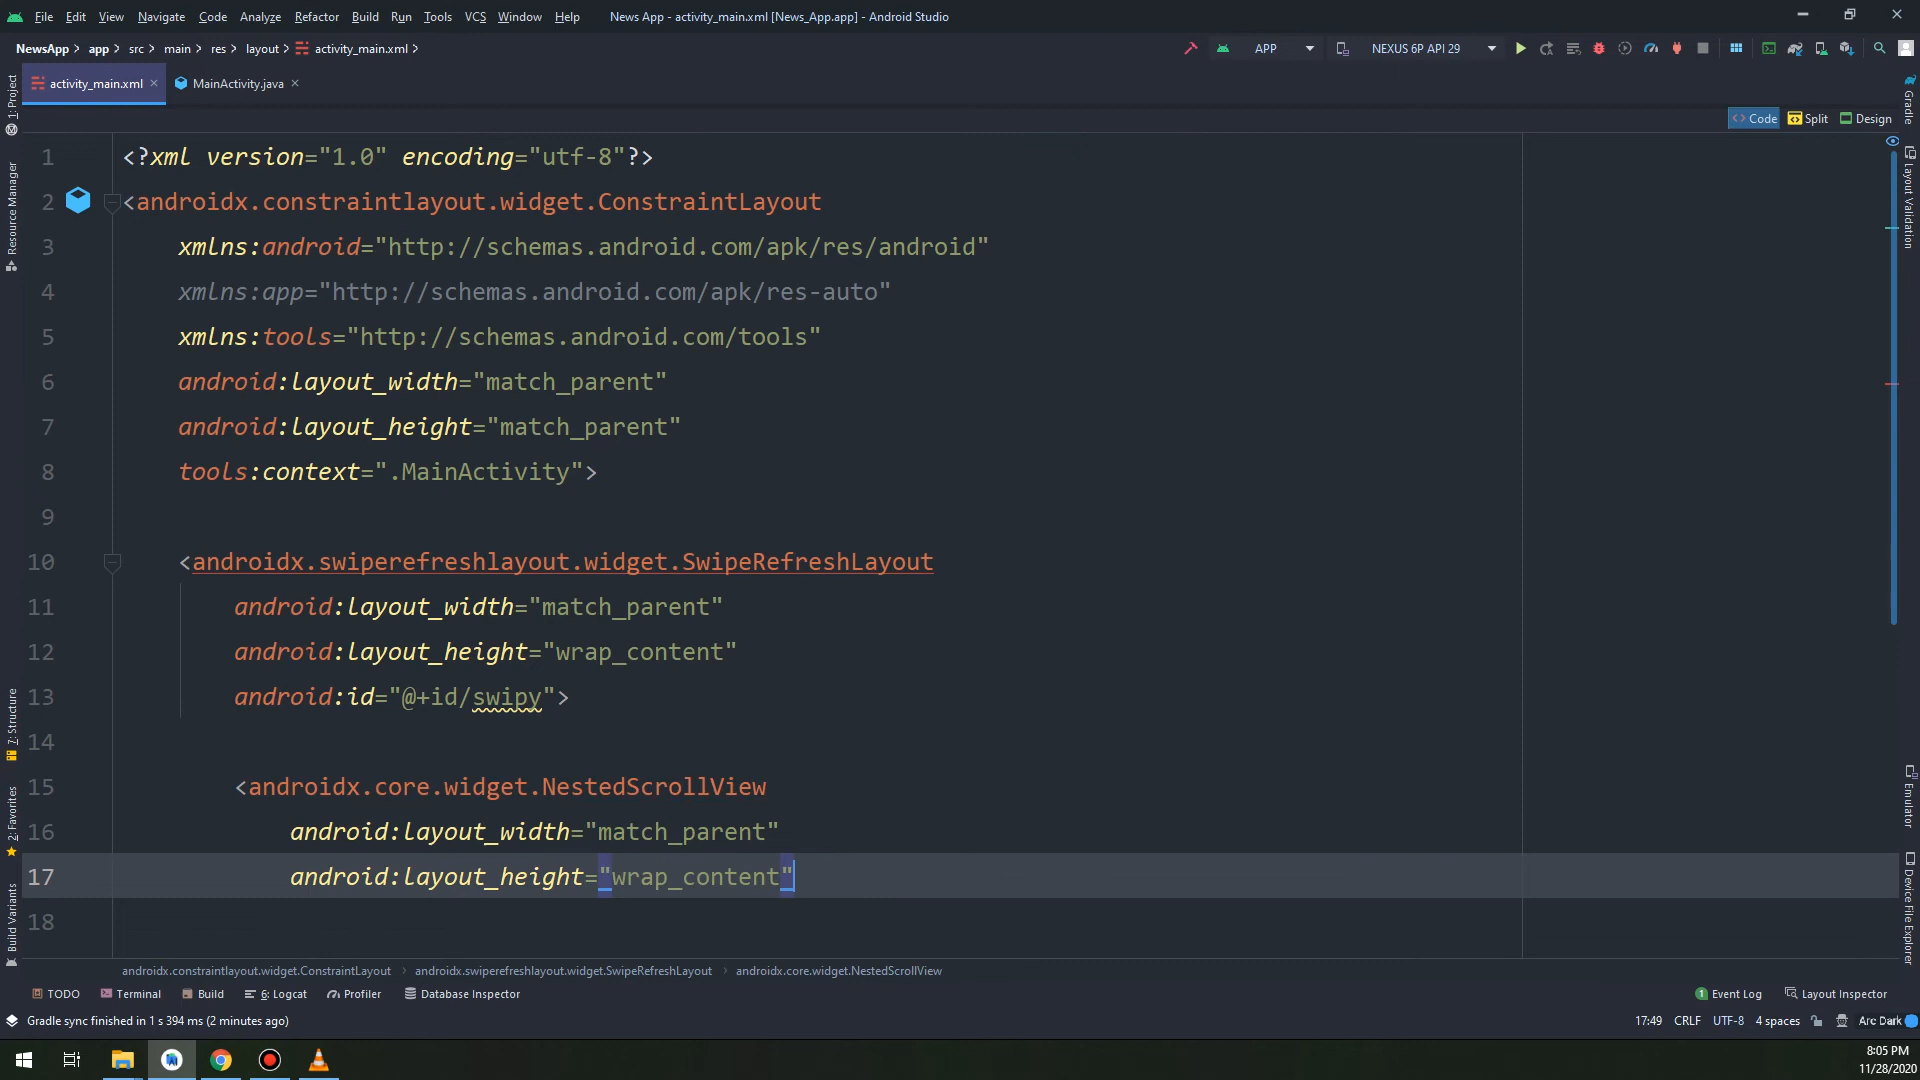 File Edit View Navigate Code Analyze Refactor Build Run Tools VCS Window Help News App - activity_main.xml [News_App.app] - Android Studio
NewsApp app src main res layout activity_main.xml APP NEXUS 6P API 29
activity_main.xml MainActivity.java
Code Split Design
1 <?xml version="1.0" encoding="utf-8"?>
2 <androidx.constraintlayout.widget.ConstraintLayout
3 xmlns:android="http://schemas.android.com/apk/res/android"
4 xmlns:app="http://schemas.android.com/apk/res-auto"
5 xmlns:tools="http://schemas.android.com/tools"
6 android:layout_width="match_parent"
7 android:layout_height="match_parent"
8 tools:context=".MainActivity">
9
10 <androidx.swiperefreshlayout.widget.SwipeRefreshLayout
11 android:layout_width="match_parent"
12 android:layout_height="wrap_content"
13 android:id="@+id/swipy">
14
15 <androidx.core.widget.NestedScrollView
16 android:layout_width="match_parent"
17 android:layout_height="wrap_content"
18
1: Project
Resource Manager
7: Structure
2: Favorites
Build Variants
Gradle
Layout Validation
Emulator
Device File Explorer
androidx.constraintlayout.widget.ConstraintLayout androidx.swiperefreshlayout.widget.SwipeRefreshLayout androidx.core.widget.NestedScrollView
TODO Terminal Build 6: Logcat Profiler Database Inspector 1 Event Log Layout Inspector
Gradle sync finished in 1 s 394 ms (2 minutes ago) 17:49 CRLF UTF-8 4 spaces Arc Dark
8:05 PM
11/28/2020